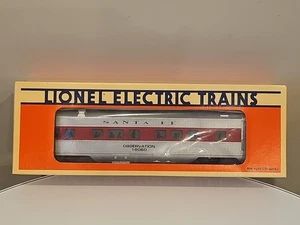 LIONEL ELECTRIC TRAINS
SANTA FE
OBSERVATION